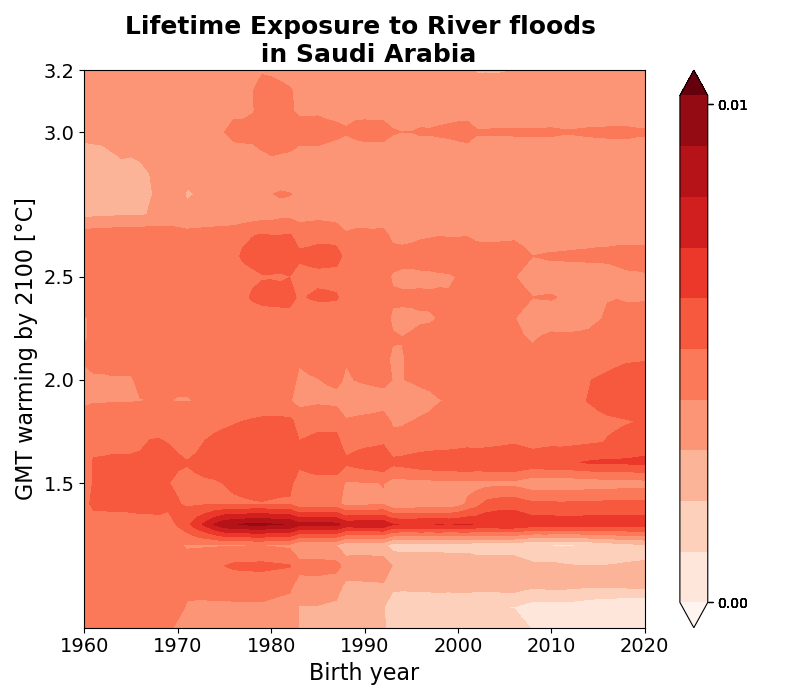 Lifetime Exposure to River floods
in Saudi Arabia
GMT warming by 2100 [°C]
3.2
3.0
2.5
2.0
1.5
1960 1970 1980 1990 2000 2010 2020
Birth year
0.01
0.00